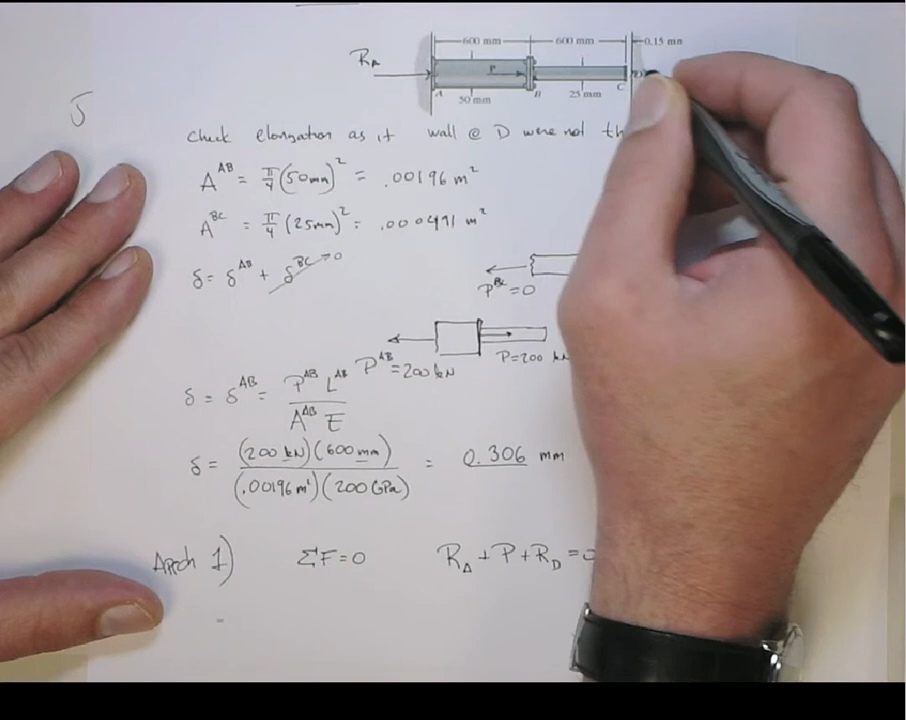 600 mm 600 mm 0.15 mm
R_A P
A B C D
50 mm 25 mm
5
Check elongation as if wall @ D were not th
A^AB = π/4 (50mm)² = .00196 m²
A^BC = π/4 (25mm)² = .000491 m²
δ = δ^AB + δ^BC → 0
P^BC = 0
P^AB = 200 kN P = 200 kN
δ = δ^AB = P^AB L^AB / A^AB E
δ = (200 kN)(600 mm) / (.00196 m²)(200 GPa) = 0.306 mm
1) ΣF = 0 R_A + P + R_D = 0